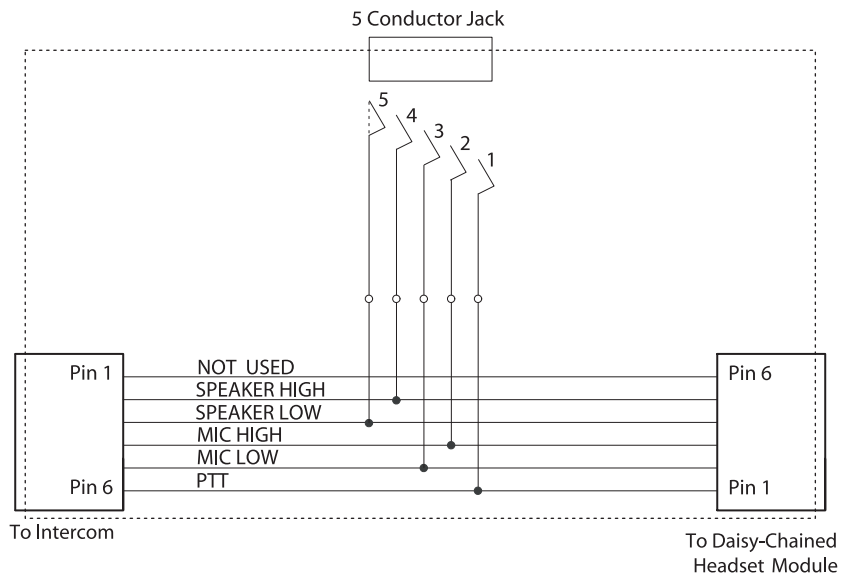 5 Conductor Jack
5
4
3
2
1
Pin 1
NOT USED
Pin 6
SPEAKER HIGH
SPEAKER LOW
MIC HIGH
MIC LOW
Pin 6
PTT
Pin 1
To Intercom
To Daisy-Chained
Headset Module